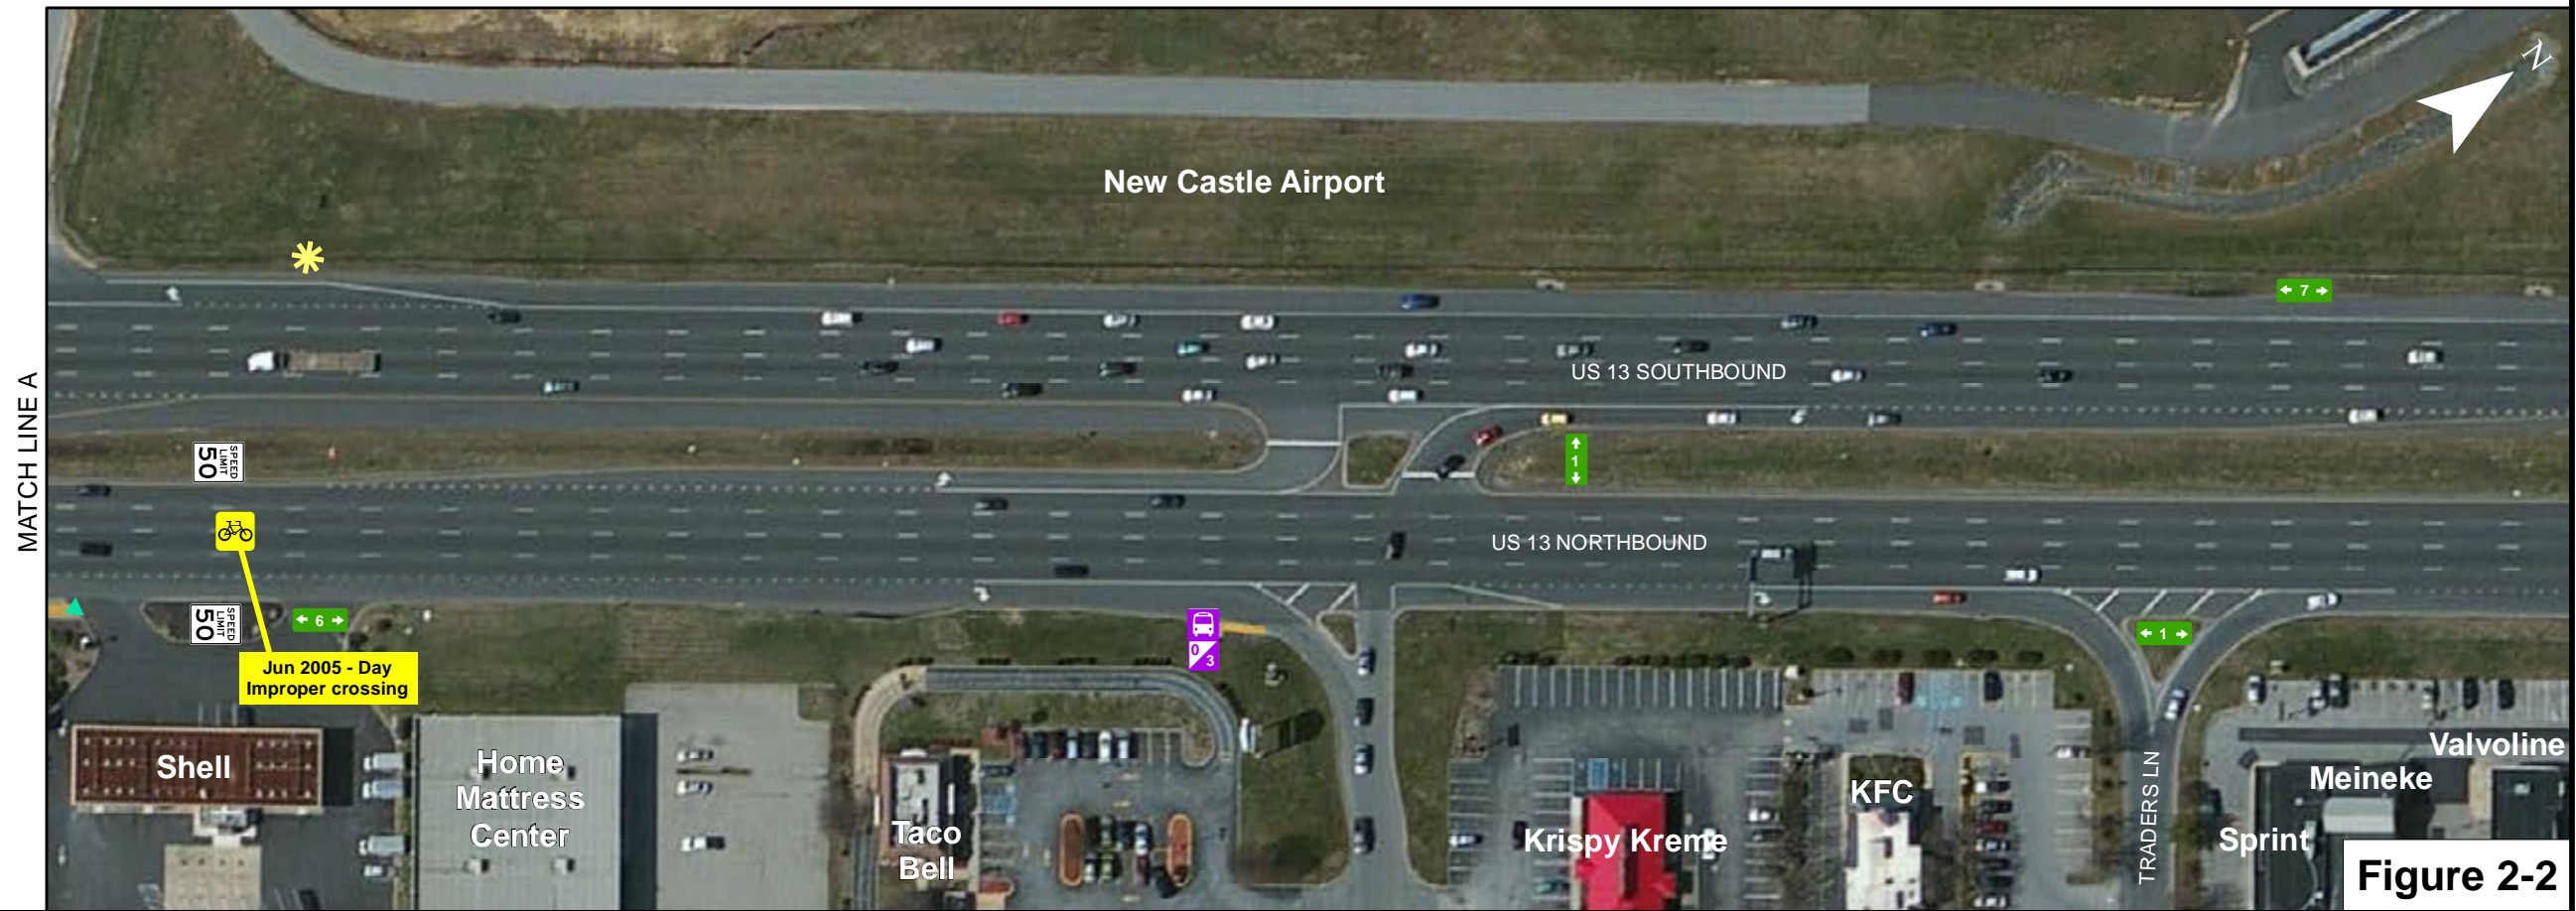 N
New Castle Airport
7
US 13 SOUTHBOUND
MATCH LINE A
SPEED
LIMIT
50
1
US 13 NORTHBOUND
SPEED
LIMIT
50
6
0
3
1
Jun 2005 - Day
Improper crossing
Shell
Home
Mattress
Center
Taco
Bell
Krispy Kreme
KFC
TRADERS LN
Sprint
Meineke
Valvoline
Figure 2-2